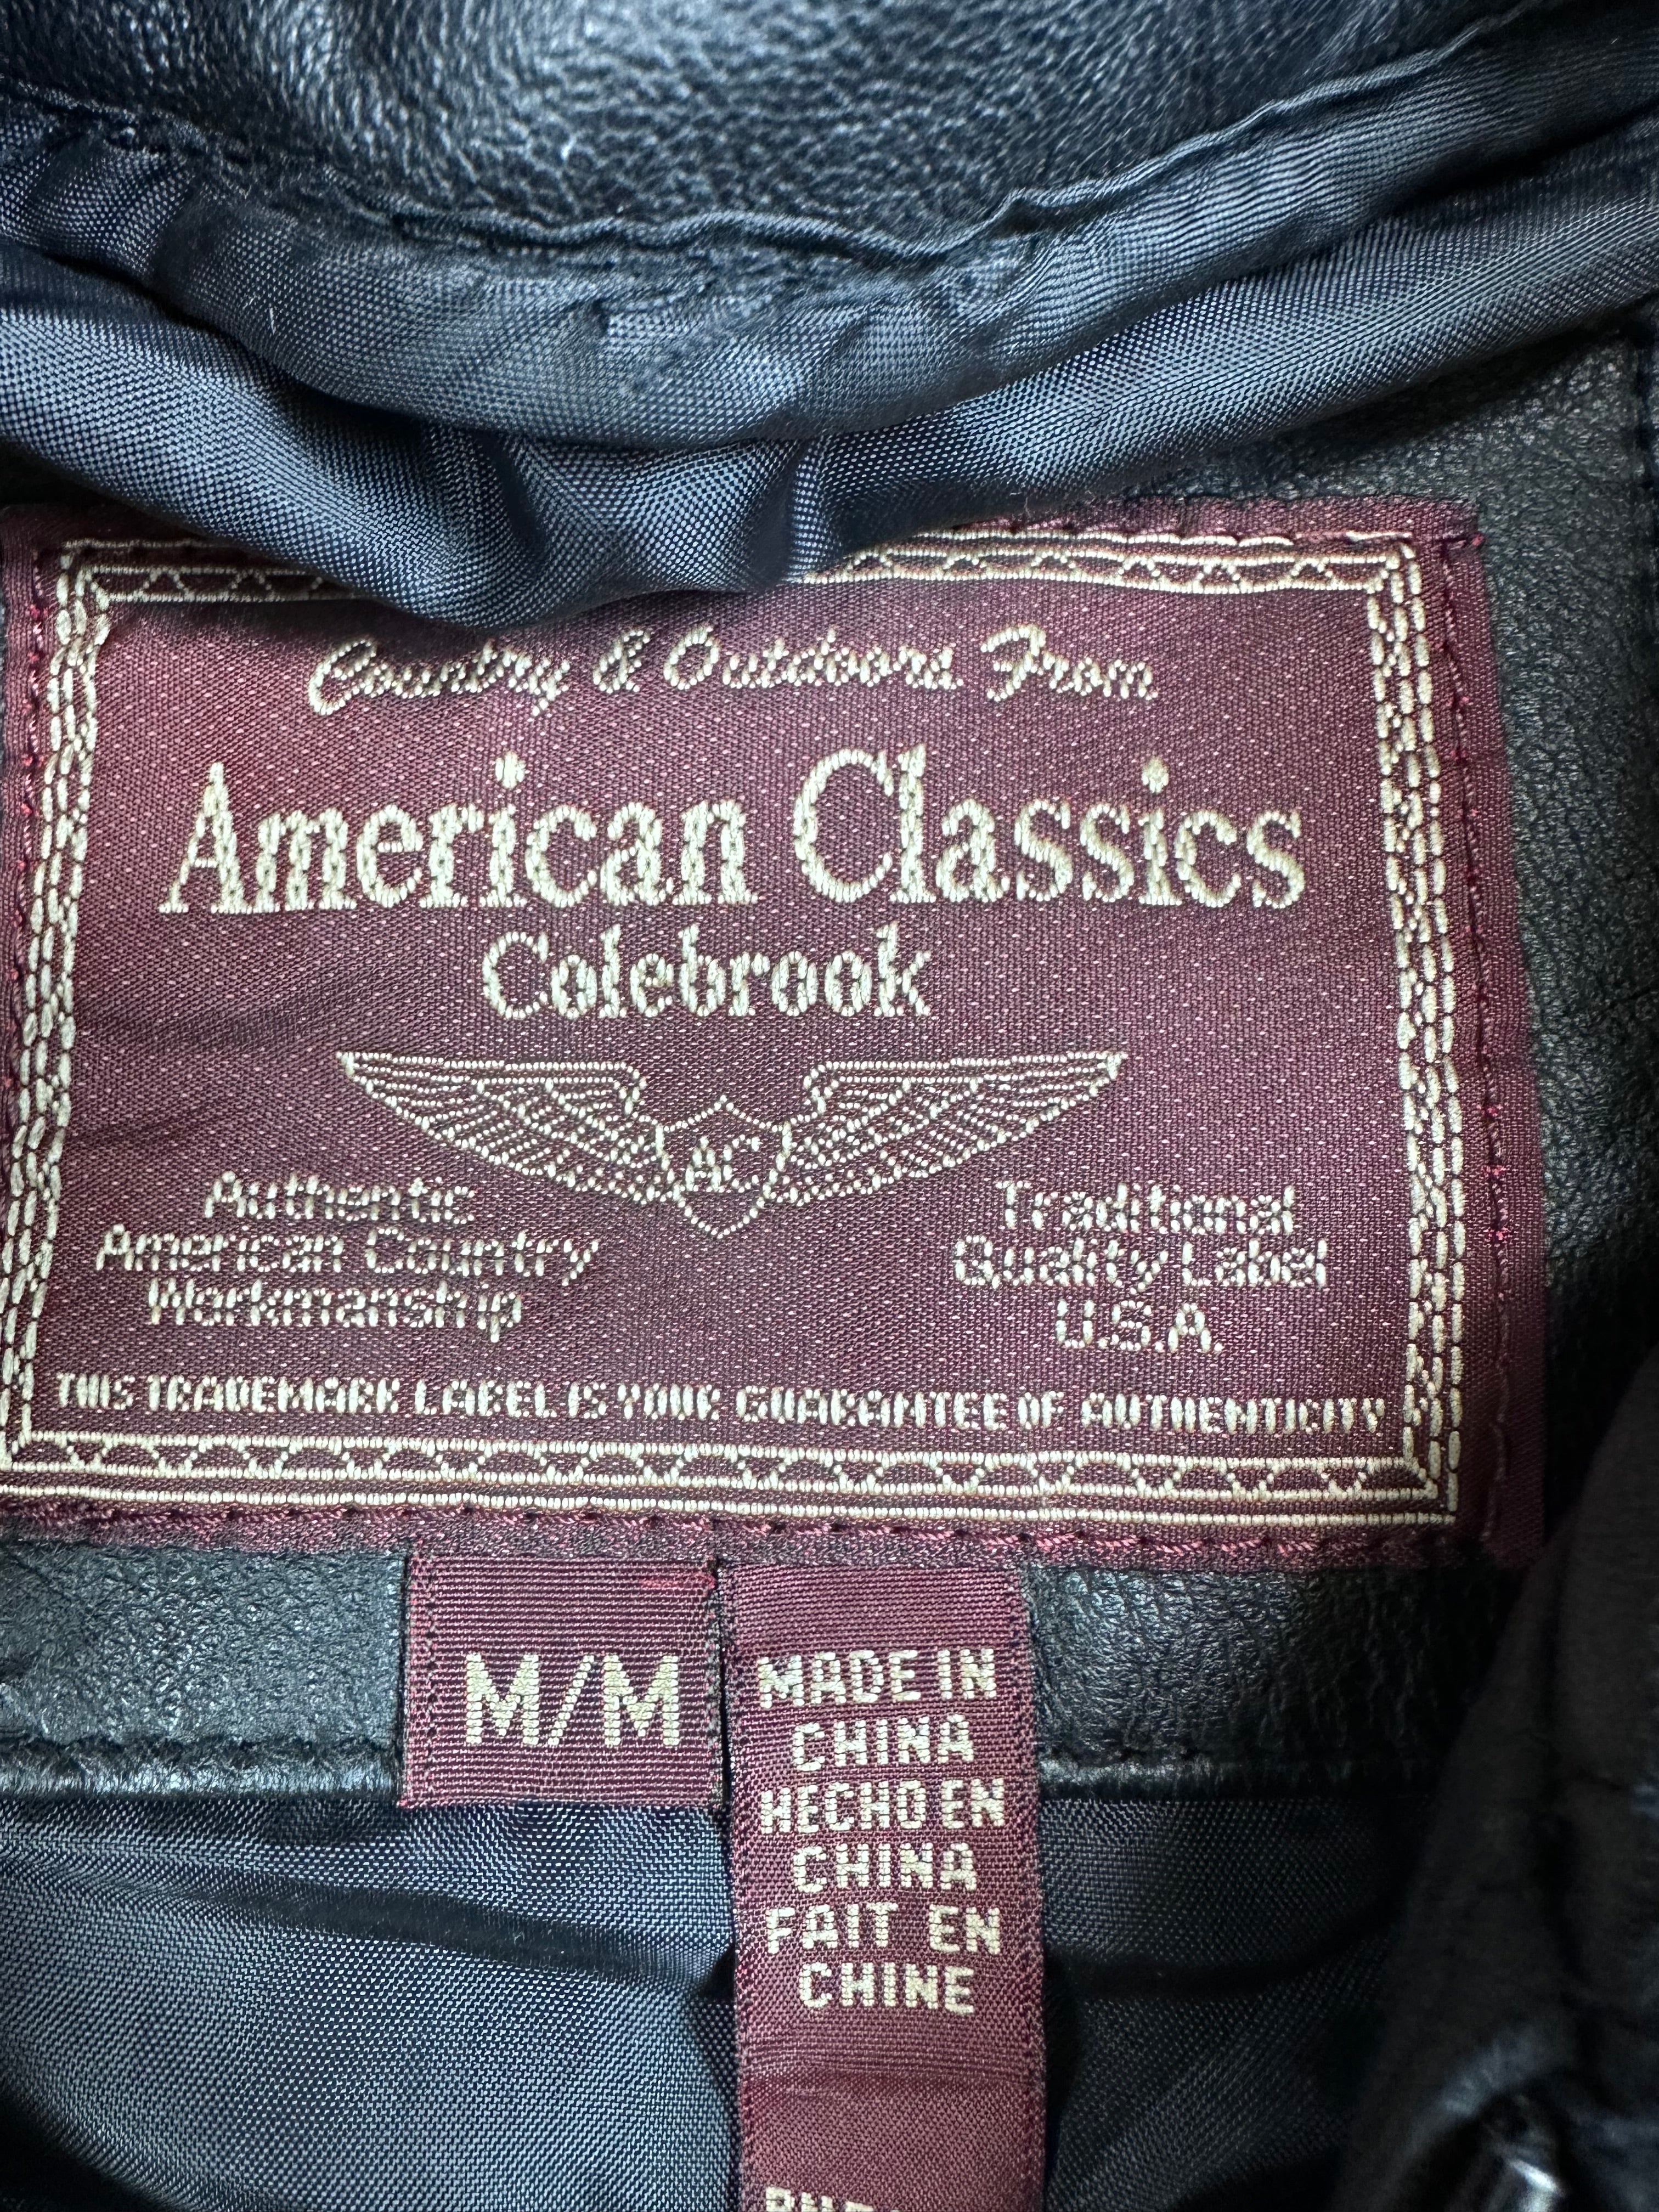 Country & Outdoors From
American Classics
Colebrook
AC
Authentic
American Country
Workmanship
Traditional
Quality Label
U.S.A.
THIS TRADEMARK LABEL IS YOUR GUARANTEE OF AUTHENTICITY
M/M
MADE IN
CHINA
HECHO EN
CHINA
FAIT EN
CHINE